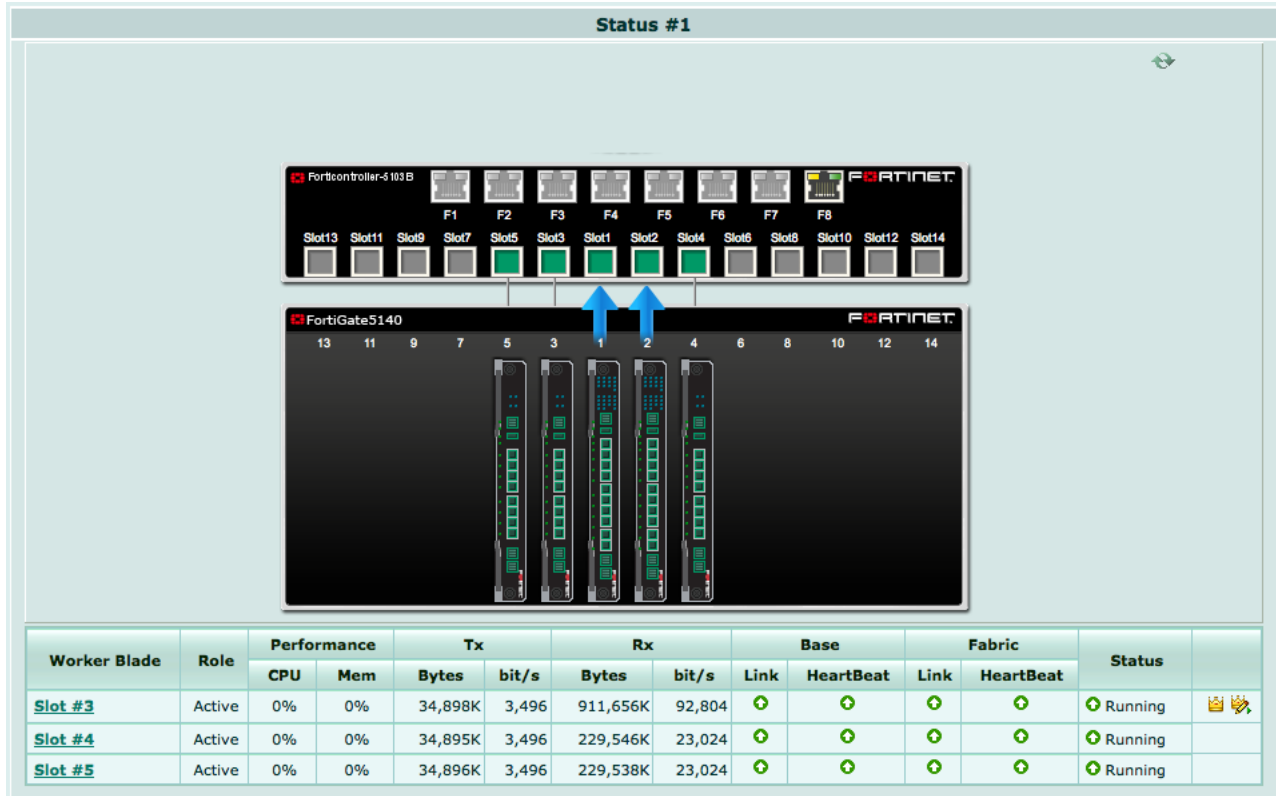 Status #1
Forticontroller-5103B
FORTINET
F1 F2 F3 F4 F5 F6 F7 F8
Slot13 Slot11 Slot9 Slot7 Slot5 Slot3 Slot1 Slot2 Slot4 Slot6 Slot8 Slot10 Slot12 Slot14
FortiGate5140
FORTINET
13 11 9 7 5 3 1 2 4 6 8 10 12 14
Worker Blade Role Performance Tx Rx Base Fabric Status
CPU Mem Bytes bit/s Bytes bit/s Link HeartBeat Link HeartBeat
Slot #3 Active 0% 0% 34,898K 3,496 911,656K 92,804 Running
Slot #4 Active 0% 0% 34,895K 3,496 229,546K 23,024 Running
Slot #5 Active 0% 0% 34,896K 3,496 229,538K 23,024 Running